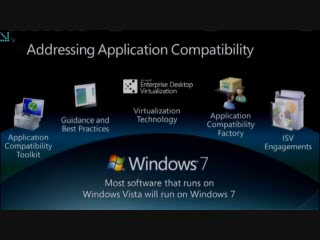 Addressing Application Compatibility
Microsoft
Enterprise Desktop
Virtualization
Guidance and
Best Practices
Virtualization
Technology
Application
Compatibility
Factory
Application
Compatibility
Toolkit
ISV
Engagements
Windows 7
Most software that runs on
Windows Vista will run on Windows 7